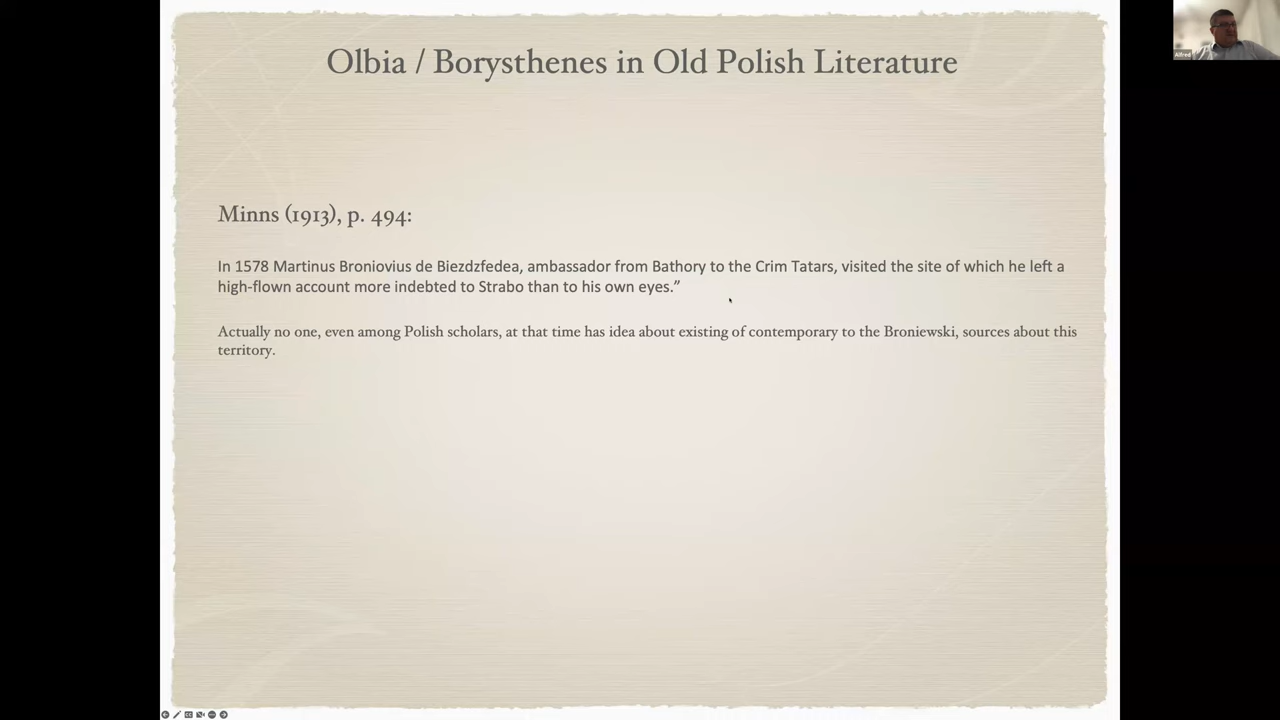 Olbia / Borysthenes in Old Polish Literature
Alfred
Minns (1913), p. 494:
In 1578 Martinus Broniovius de Biezdzfedea, ambassador from Bathory to the Crim Tatars, visited the site of which he left a
high-flown account more indebted to Strabo than to his own eyes.”
Actually no one, even among Polish scholars, at that time has idea about existing of contemporary to the Broniewski, sources about this
territory.